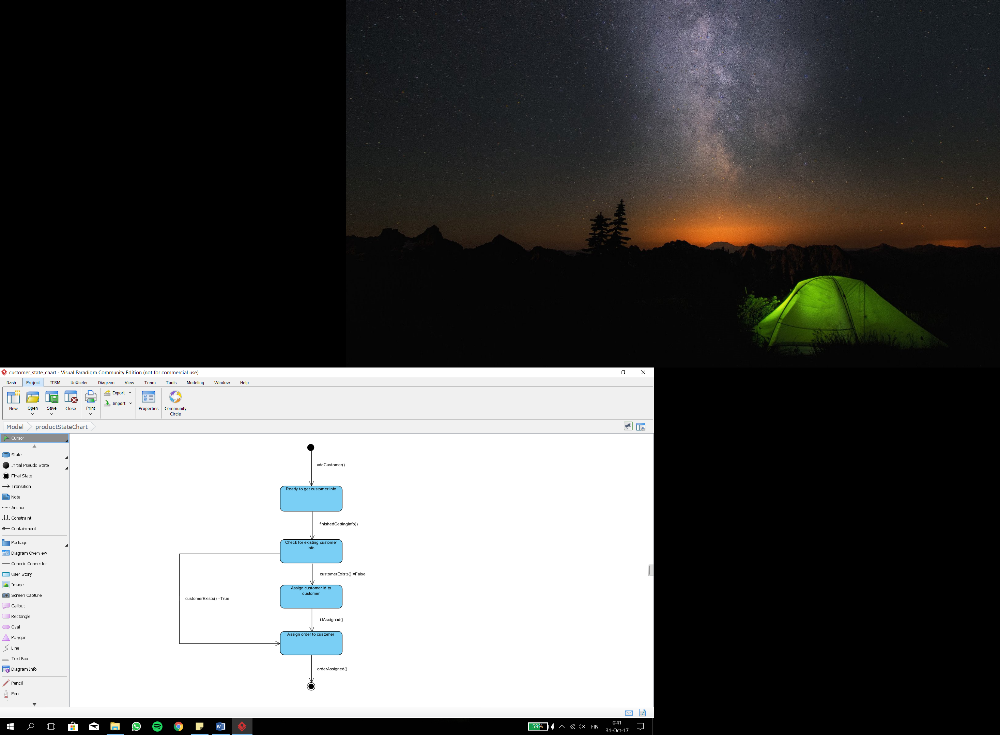 customer_state_chart - Visual Paradigm Community Edition (not for commercial use)
Dash Project ITSM UeXceler Diagram View Team Tools Modeling Window Help
New Open Save Close Print Export Import Properties Community
Circle
Model productStateChart
Cursor
State
Initial Pseudo State
Final State
Transition
Note
Anchor
Constraint
Containment
Package
Diagram Overview
Generic Connector
User Story
Image
Screen Capture
Callout
Rectangle
Oval
Polygon
Line
Text Box
Diagram Info
Pencil
Pen
addCustomer()
Ready to get customer info
finishedGettingInfo()
Check for existing customer
info
customerExists() =False
Assign customer id to
customer
customerExists() =True
idAssigned()
Assign order to customer
orderAssigned()
59% FIN 0:41
31-Oct-17